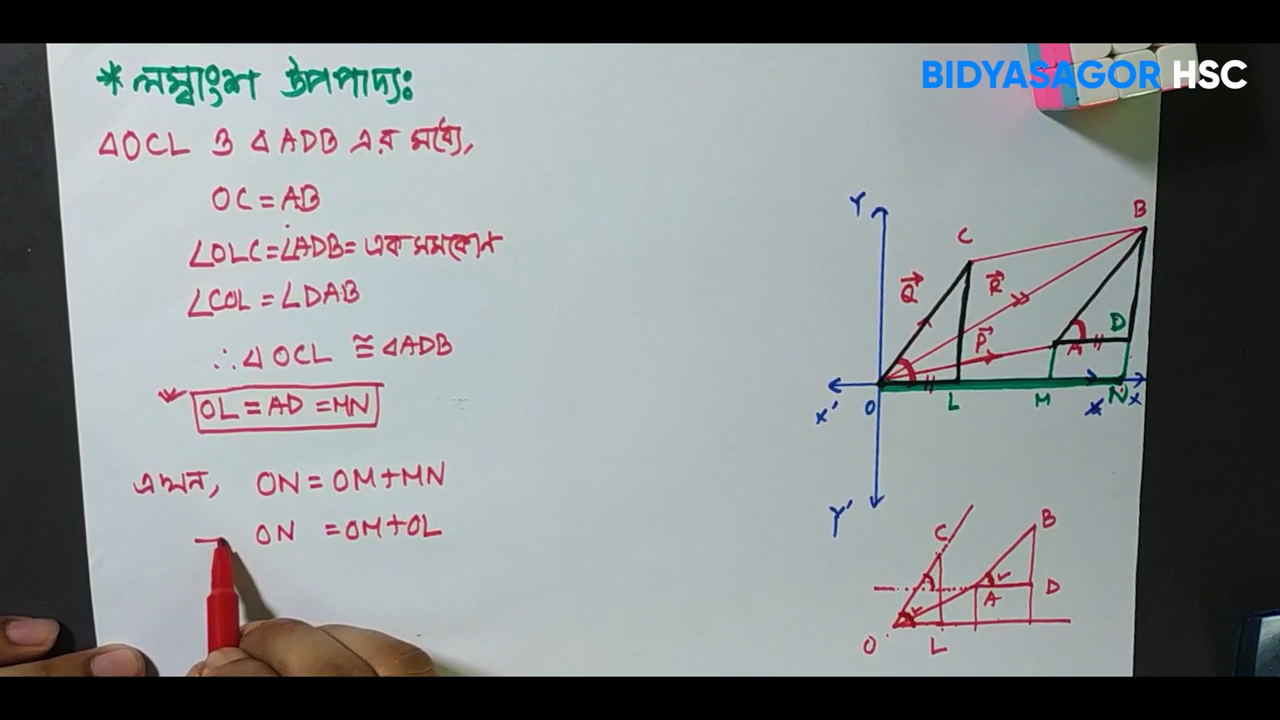 BIDYASAGOR HSC
* লম্বাংশ উপপাদ্যঃ
△OCL ও △ADB এর মধ্যে,
OC = AB
∠OLC = ∠ADB = এক সমকোণ
∠COL = ∠DAB
∴ △OCL ≅ △ADB
OL = AD = MN
এখন, ON = OM + MN
ON = OM + OL
Y
B
C
Q⃗
R⃗
D
P⃗
A
X' O L M X N X
Y'
C B
A D
O L